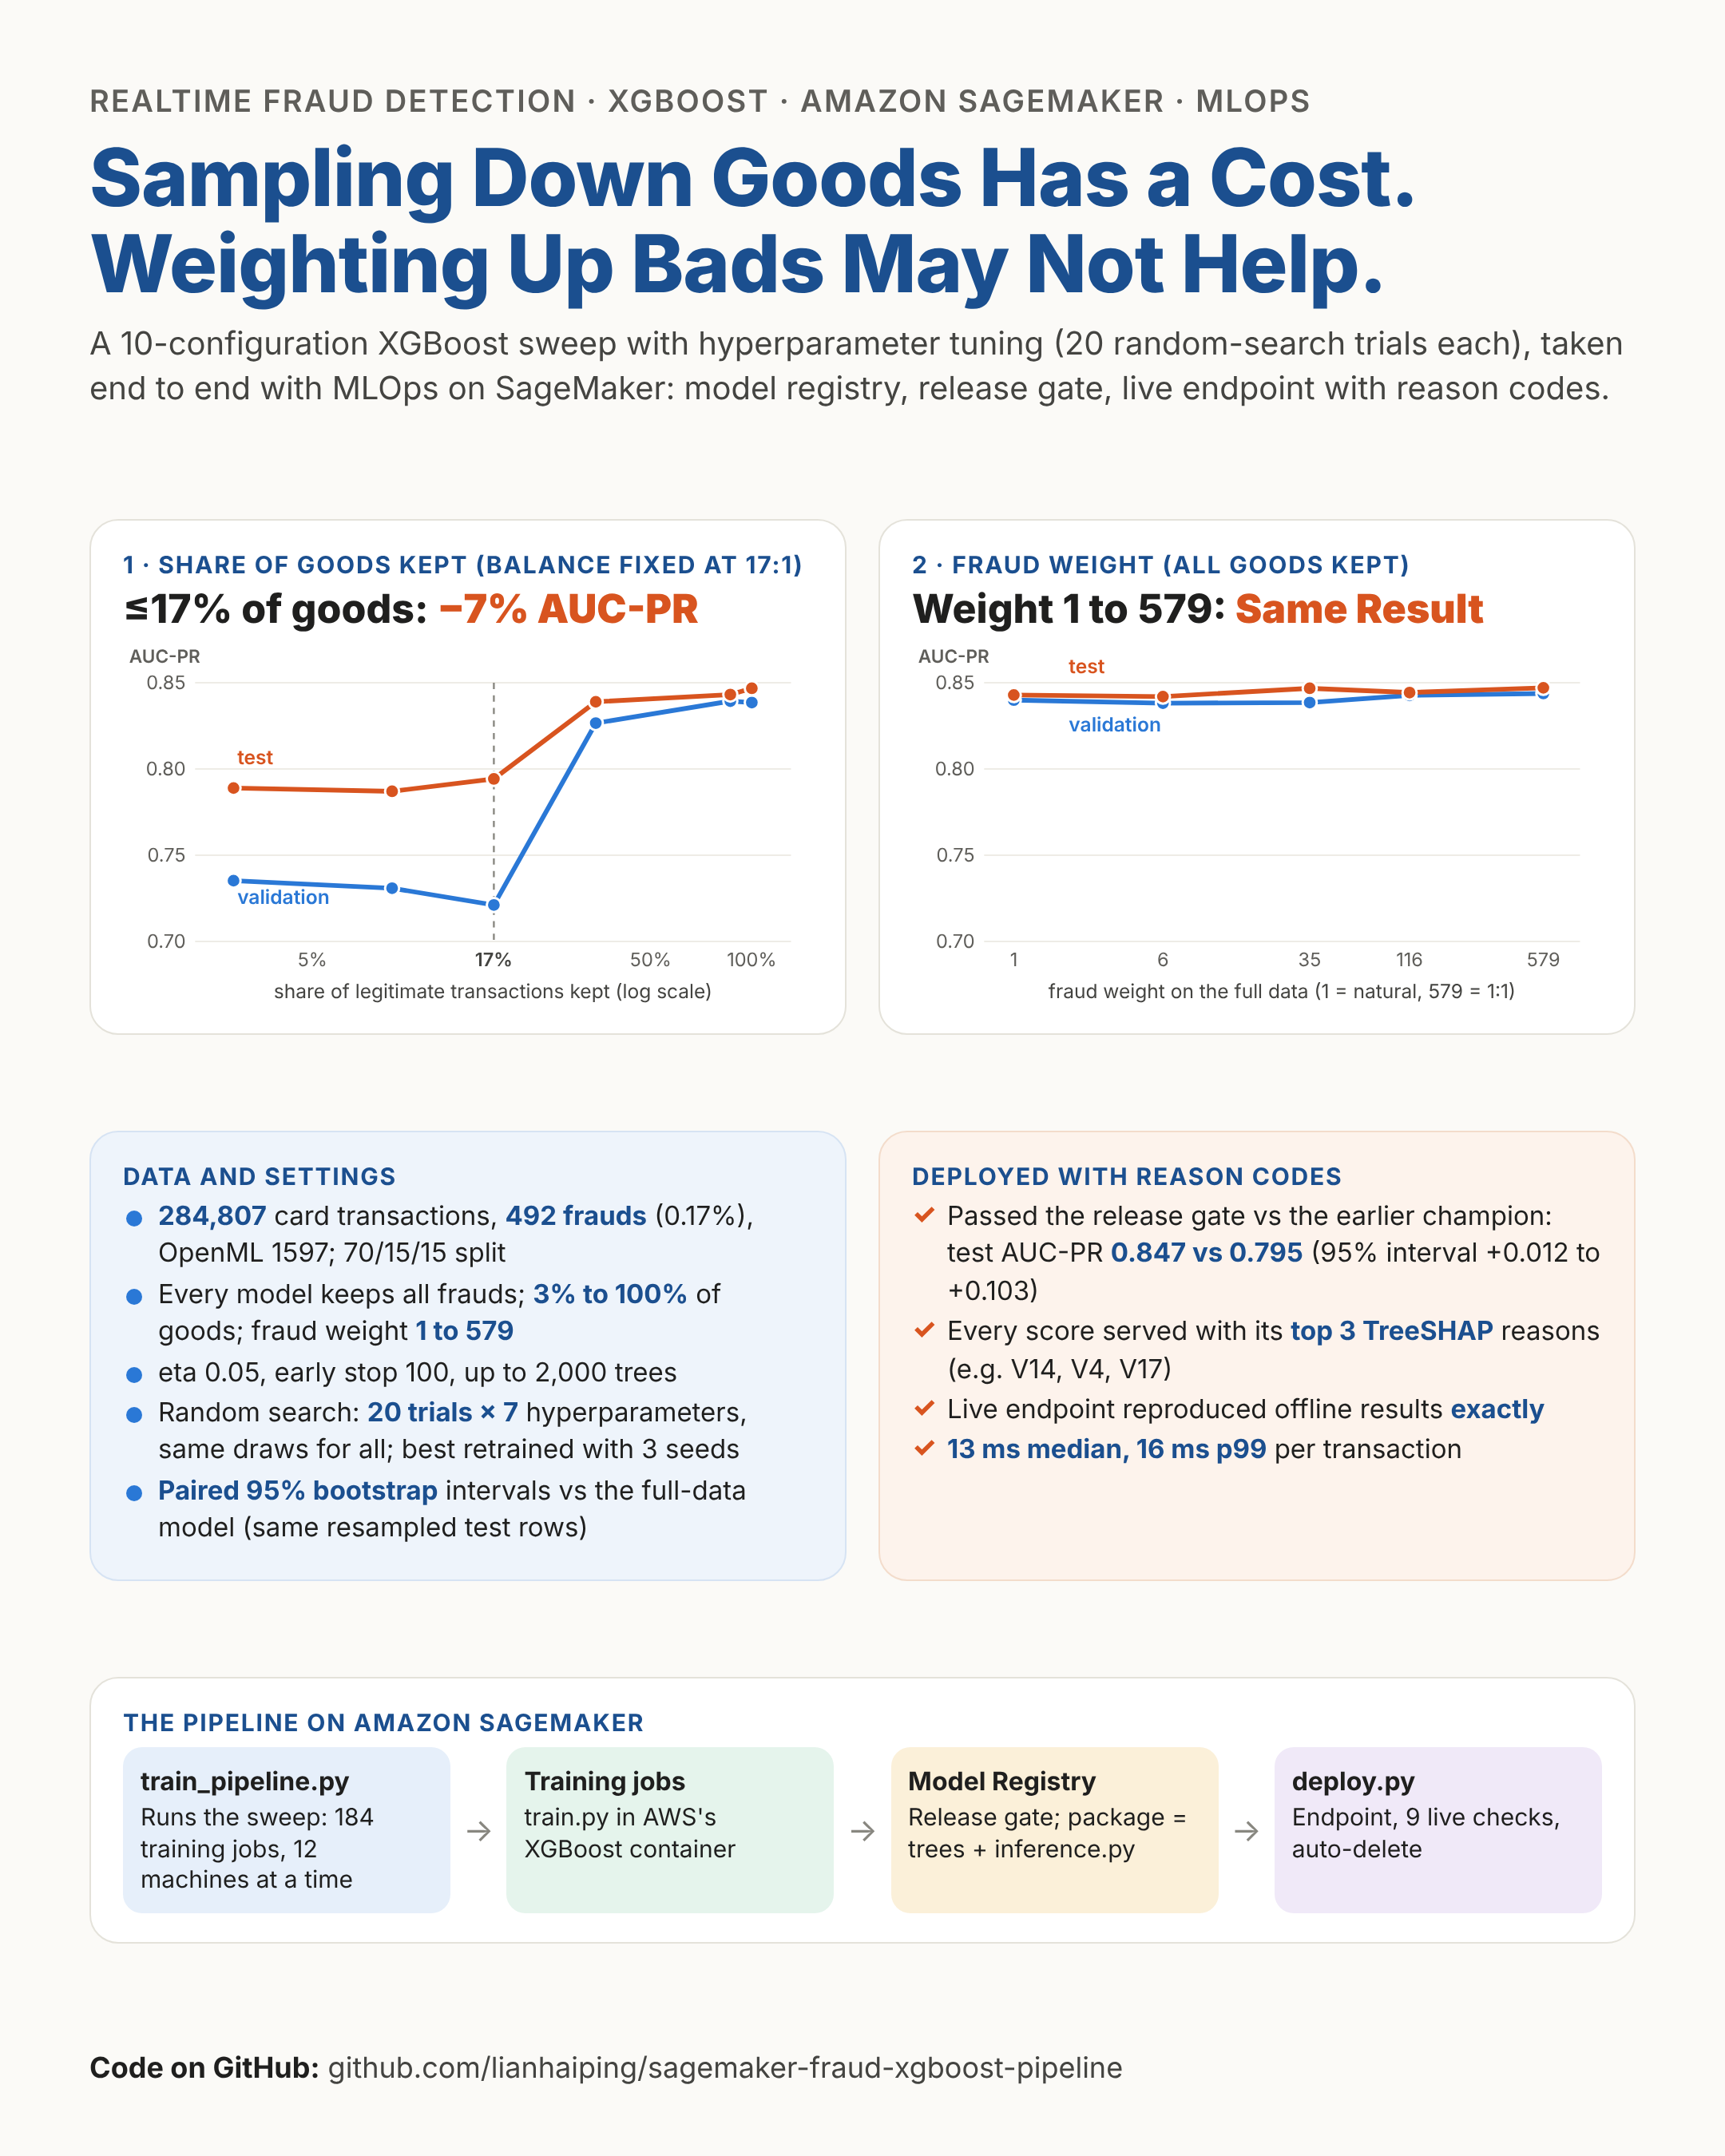 REALTIME FRAUD DETECTION · XGBOOST · AMAZON SAGEMAKER · MLOPS
Sampling Down Goods Has a Cost.
Weighting Up Bads May Not Help.
A 10-configuration XGBoost sweep with hyperparameter tuning (20 random-search trials each), taken
end to end with MLOps on SageMaker: model registry, release gate, live endpoint with reason codes.
1 · SHARE OF GOODS KEPT (BALANCE FIXED AT 17:1)
≤17% of goods: −7% AUC-PR
AUC-PR
0.85
0.80
0.75
0.70
test
validation
5%
17%
50%
100%
share of legitimate transactions kept (log scale)
2 · FRAUD WEIGHT (ALL GOODS KEPT)
Weight 1 to 579: Same Result
AUC-PR
test
0.85
validation
0.80
0.75
0.70
1
6
35
116
579
fraud weight on the full data (1 = natural, 579 = 1:1)
DATA AND SETTINGS
284,807 card transactions, 492 frauds (0.17%),
OpenML 1597; 70/15/15 split
Every model keeps all frauds; 3% to 100% of
goods; fraud weight 1 to 579
eta 0.05, early stop 100, up to 2,000 trees
Random search: 20 trials × 7 hyperparameters,
same draws for all; best retrained with 3 seeds
Paired 95% bootstrap intervals vs the full-data
model (same resampled test rows)
DEPLOYED WITH REASON CODES
Passed the release gate vs the earlier champion:
test AUC-PR 0.847 vs 0.795 (95% interval +0.012 to
+0.103)
Every score served with its top 3 TreeSHAP reasons
(e.g. V14, V4, V17)
Live endpoint reproduced offline results exactly
13 ms median, 16 ms p99 per transaction
THE PIPELINE ON AMAZON SAGEMAKER
train_pipeline.py
Runs the sweep: 184
training jobs, 12
machines at a time
→
Training jobs
train.py in AWS's
XGBoost container
→
Model Registry
Release gate; package =
trees + inference.py
→
deploy.py
Endpoint, 9 live checks,
auto-delete
Code on GitHub: github.com/lianhaiping/sagemaker-fraud-xgboost-pipeline